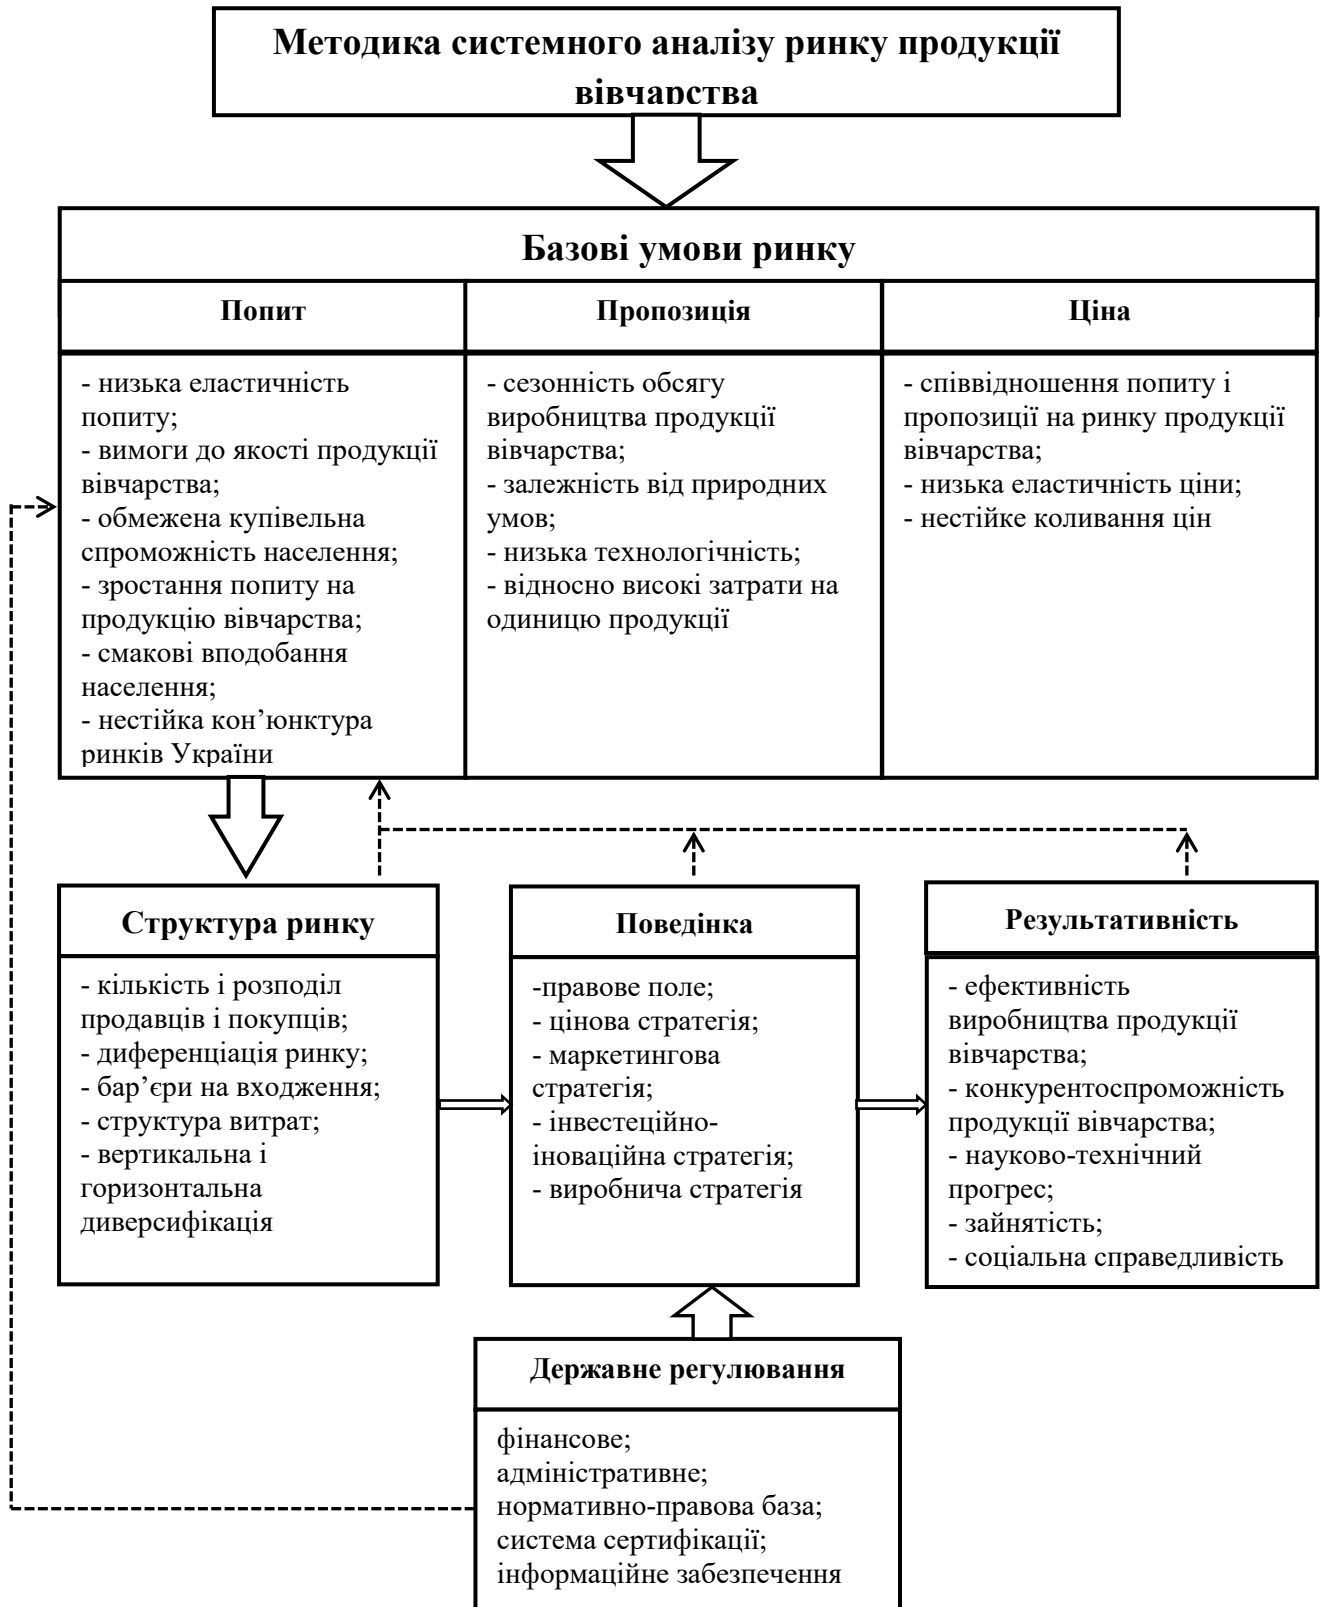 Методика системного аналізу ринку продукції
вівчарства
Базові умови ринку
Попит
Пропозиція
Ціна
- низька еластичність
попиту;
- вимоги до якості продукції
вівчарства;
- обмежена купівельна
спроможність населення;
- зростання попиту на
продукцію вівчарства;
- смакові вподобання
населення;
- нестійка кон’юнктура
ринків України
- сезонність обсягу
виробництва продукції
вівчарства;
- залежність від природних
умов;
- низька технологічність;
- відносно високі затрати на
одиницю продукції
- співвідношення попиту і
пропозиції на ринку продукції
вівчарства;
- низька еластичність ціни;
- нестійке коливання цін
Структура ринку
- кількість і розподіл
продавців і покупців;
- диференціація ринку;
- бар’єри на входження;
- структура витрат;
- вертикальна і
горизонтальна
диверсифікація
Поведінка
-правове поле;
- цінова стратегія;
- маркетингова
стратегія;
- інвестеційно-
іноваційна стратегія;
- виробнича стратегія
Результативність
- ефективність
виробництва продукції
вівчарства;
- конкурентоспроможність
продукції вівчарства;
- науково-технічний
прогрес;
- зайнятість;
- соціальна справедливість
Державне регулювання
фінансове;
адміністративне;
нормативно-правова база;
система сертифікації;
інформаційне забезпечення